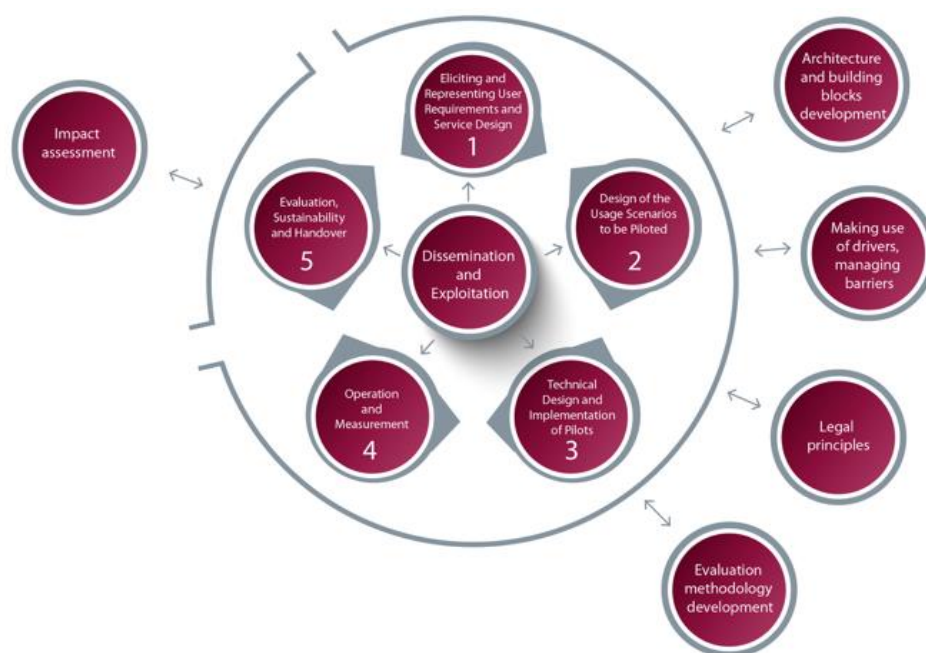 Eliciting and
Representing User
Requirements and
Service Design
1
Architecture
and building
blocks
development
Impact
assessment
Evaluation,
Sustainability
and Handover
5
Design of the
Usage Scenarios
to be Piloted
2
Dissemination
and
Exploitation
Making use
of drivers,
managing
barriers
Operation
and
Measurement
4
Technical
Design and
Implementation
of Pilots
3
Legal
principles
Evaluation
methodology
development